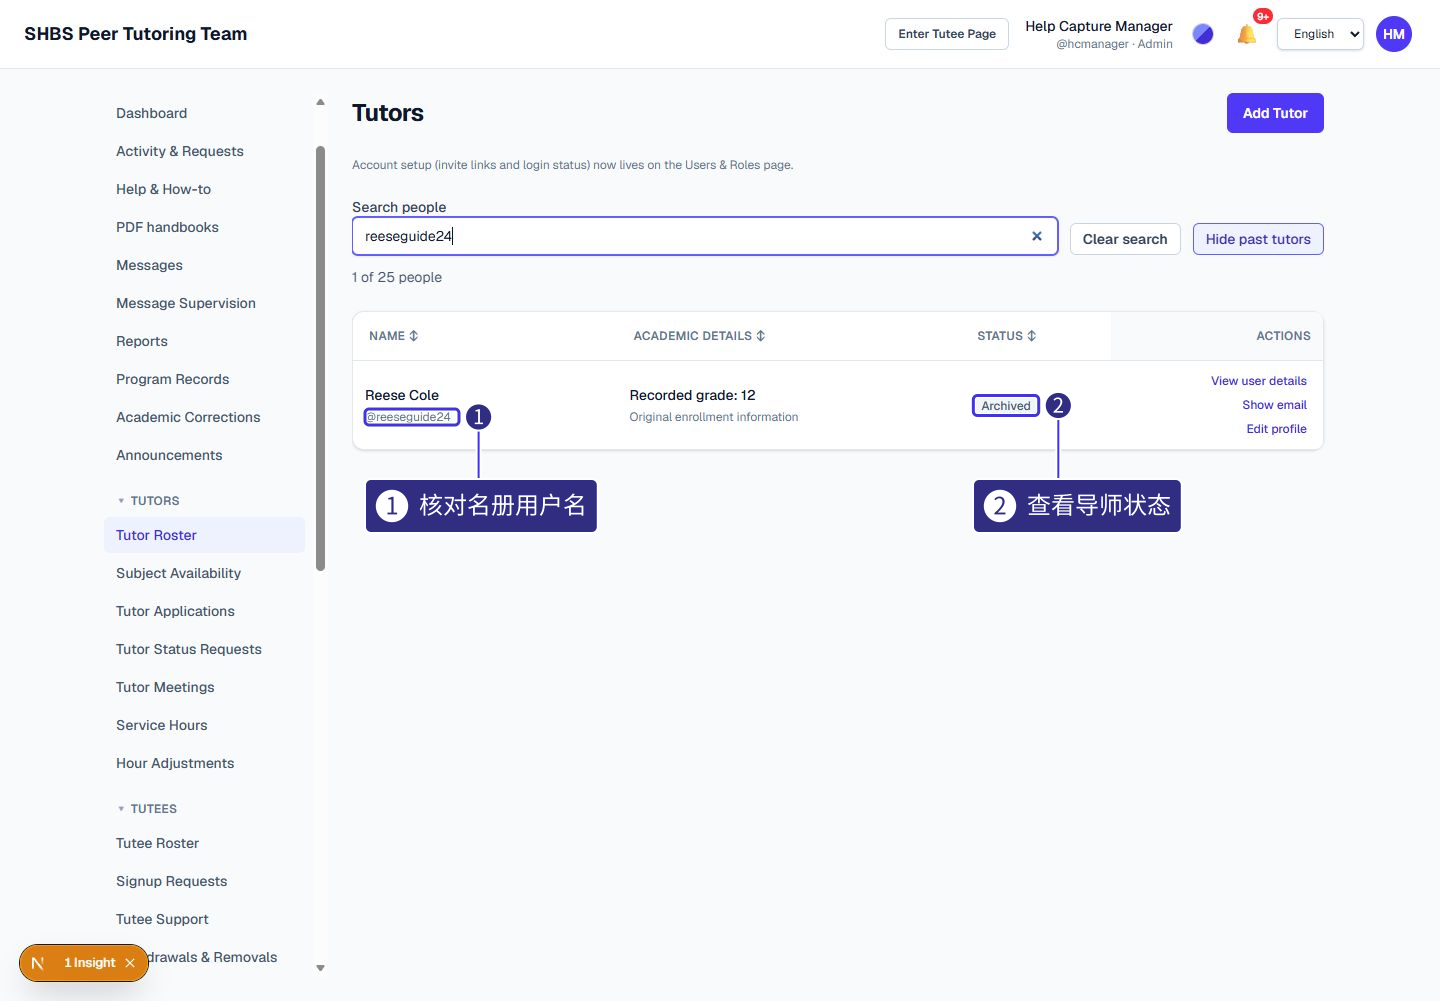 SHBS Peer Tutoring Team
Enter Tutee Page
Help Capture Manager
@hcmanager · Admin
9+
English
HM
Dashboard
Activity & Requests
Help & How-to
PDF handbooks
Messages
Message Supervision
Reports
Program Records
Academic Corrections
Announcements
TUTORS
Tutor Roster
Subject Availability
Tutor Applications
Tutor Status Requests
Tutor Meetings
Service Hours
Hour Adjustments
TUTEES
Tutee Roster
Signup Requests
Tutee Support
drawals & Removals
1 Insight
Tutors
Add Tutor
Account setup (invite links and login status) now lives on the Users & Roles page.
Search people
reeseguide24
Clear search
Hide past tutors
1 of 25 people
NAME
ACADEMIC DETAILS
STATUS
ACTIONS
Reese Cole
@reeseguide24
1
Recorded grade: 12
Original enrollment information
Archived
2
View user details
Show email
Edit profile
1 核对名册用户名
2 查看导师状态